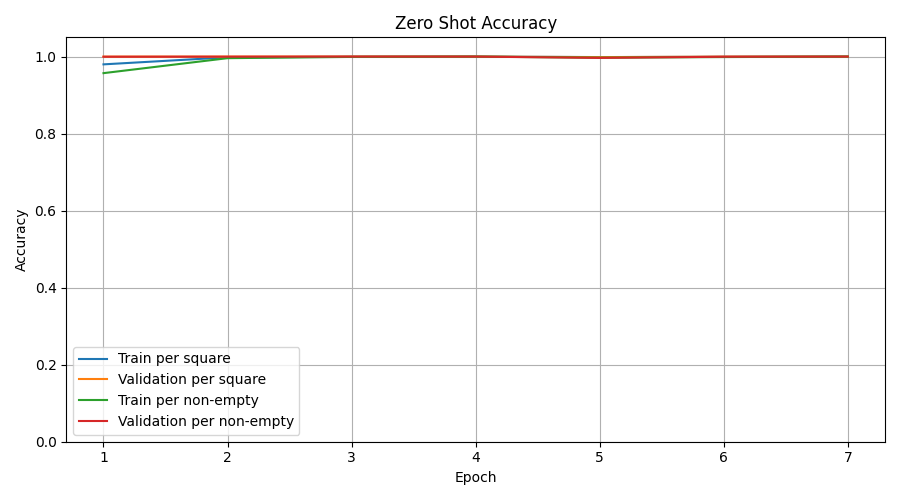 Zero Shot Accuracy
Accuracy
1.0
0.8
0.6
0.4
0.2
0.0
Train per square
Validation per square
Train per non-empty
Validation per non-empty
1 2 3 4 5 6 7
Epoch